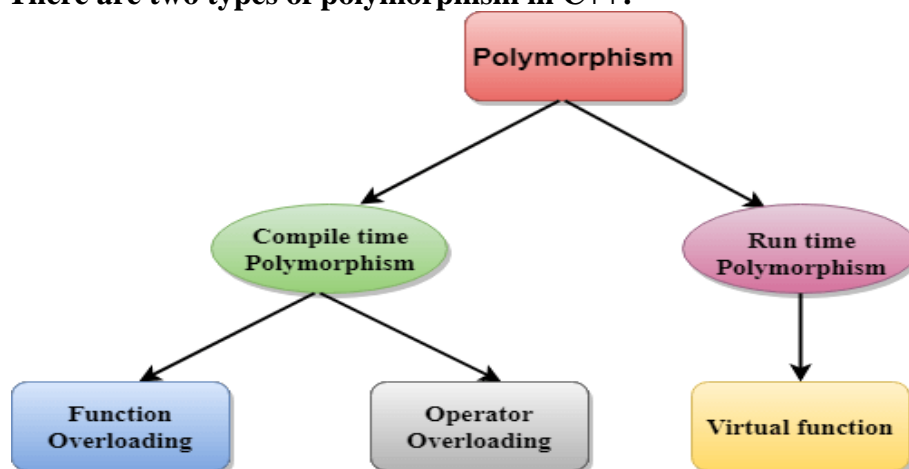 There are two types of polymorphism in C++:
Polymorphism
Compile time
Polymorphism
Run time
Polymorphism
Function
Overloading
Operator
Overloading
Virtual function